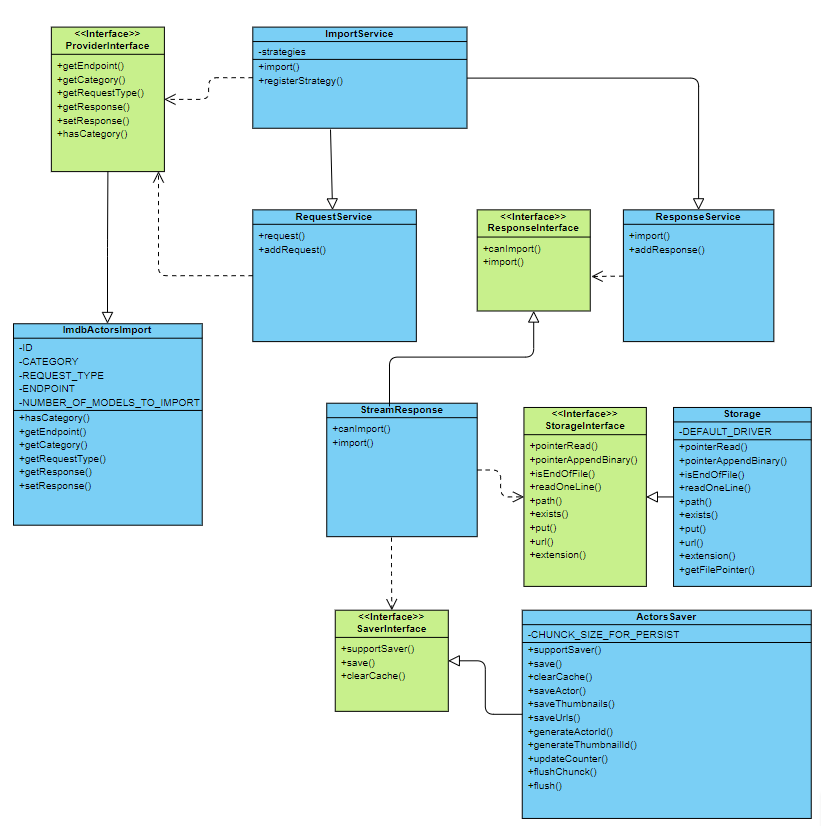 <<Interface>>
ProviderInterface
+getEndpoint()
+getCategory()
+getRequestType()
+getResponse()
+setResponse()
+hasCategory()
ImportService
-strategies
+import()
+registerStrategy()
RequestService
+request()
+addRequest()
<<Interface>>
ResponseInterface
+canImport()
+import()
ResponseService
+import()
+addResponse()
ImdbActorsImport
-ID
-CATEGORY
-REQUEST_TYPE
-ENDPOINT
-NUMBER_OF_MODELS_TO_IMPORT
+hasCategory()
+getEndpoint()
+getCategory()
+getRequestType()
+getResponse()
+setResponse()
StreamResponse
+canImport()
+import()
<<Interface>>
StorageInterface
+pointerRead()
+pointerAppendBinary()
+isEndOfFile()
+readOneLine()
+path()
+exists()
+put()
+url()
+extension()
Storage
-DEFAULT_DRIVER
+pointerRead()
+pointerAppendBinary()
+isEndOfFile()
+readOneLine()
+path()
+exists()
+put()
+url()
+extension()
+getFilePointer()
<<Interface>>
SaverInterface
+supportSaver()
+save()
+clearCache()
ActorsSaver
-CHUNCK_SIZE_FOR_PERSIST
+supportSaver()
+save()
+clearCache()
+saveActor()
+saveThumbnails()
+saveUrls()
+generateActorId()
+generateThumbnailId()
+updateCounter()
+flushChunck()
+flush()